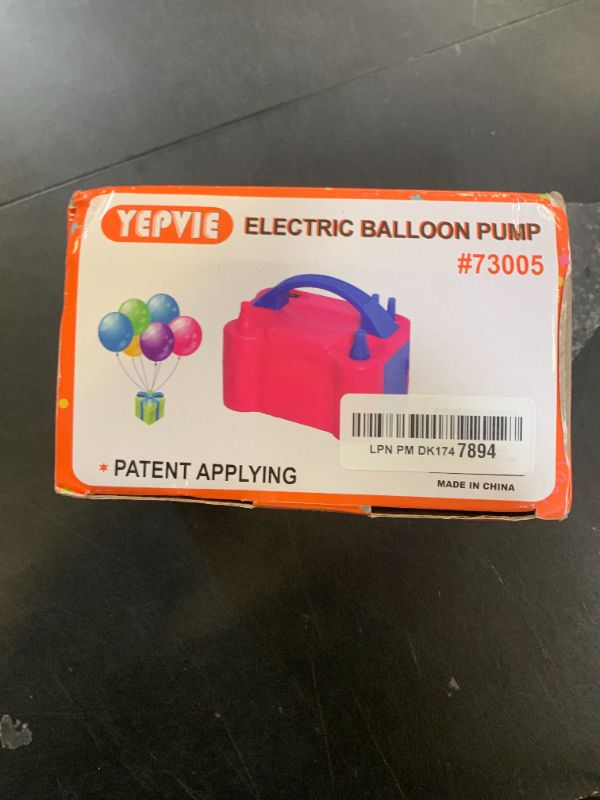 YEPVIE ELECTRIC BALLOON PUMP
#73005
LPN PM DK174 7894
* PATENT APPLYING
MADE IN CHINA